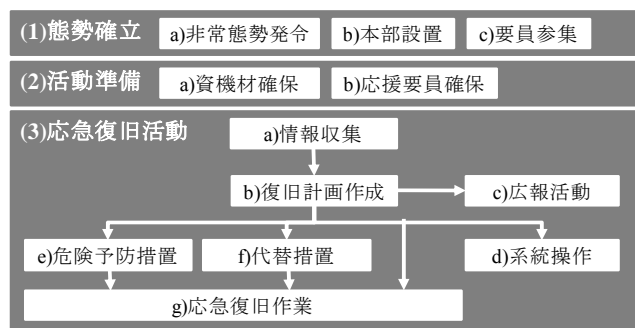 (1)態勢確立 a)非常態勢発令 b)本部設置 c)要員参集
(2)活動準備 a)資機材確保 b)応援要員確保
(3)応急復旧活動
a)情報収集
b)復旧計画作成 c)広報活動
e)危険予防措置 f)代替措置 d)系統操作
g)応急復旧作業